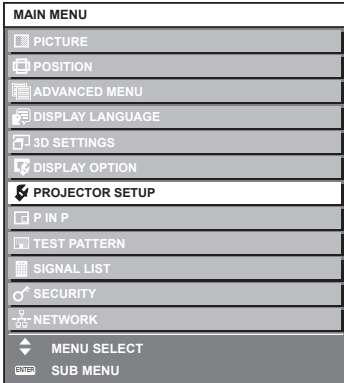 MAIN MENU
PICTURE
POSITION
ADVANCED MENU
DISPLAY LANGUAGE
3D SETTINGS
DISPLAY OPTION
PROJECTOR SETUP
P IN P
TEST PATTERN
SIGNAL LIST
SECURITY
NETWORK
MENU SELECT
ENTER SUB MENU